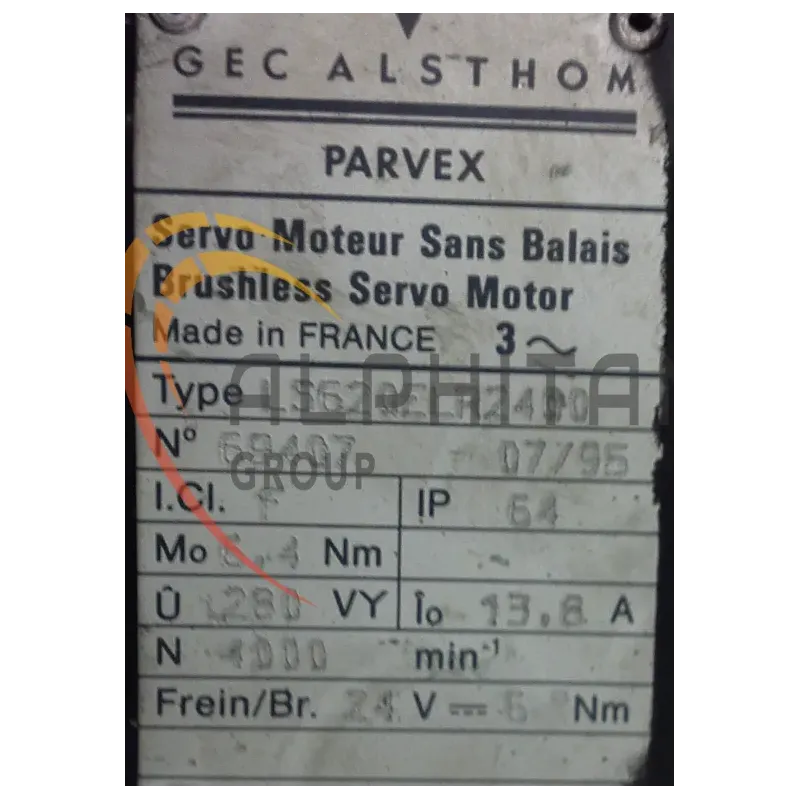 GEC ALSTHOM
PARVEX
Servo Moteur Sans Balais
Brushless Servo Motor
Made in FRANCE 3~
ALPHITA
Type
N° 07/95
GROUP
I.Cl. F IP 64
Mo Nm
Û 280 VY Îo 13.8 A
N 4000 min⁻¹
Frein/Br. 24 V ⎓ 6 Nm